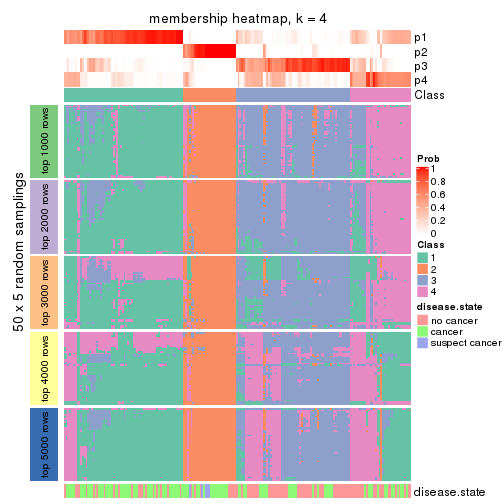 membership heatmap, k = 4
p1
p2
p3
p4
Class
50 x 5 random samplings
top 1000 rows
top 2000 rows
top 3000 rows
top 4000 rows
top 5000 rows
disease.state
Prob
1
0.8
0.6
0.4
0.2
0
Class
1
2
3
4
disease.state
no cancer
cancer
suspect cancer